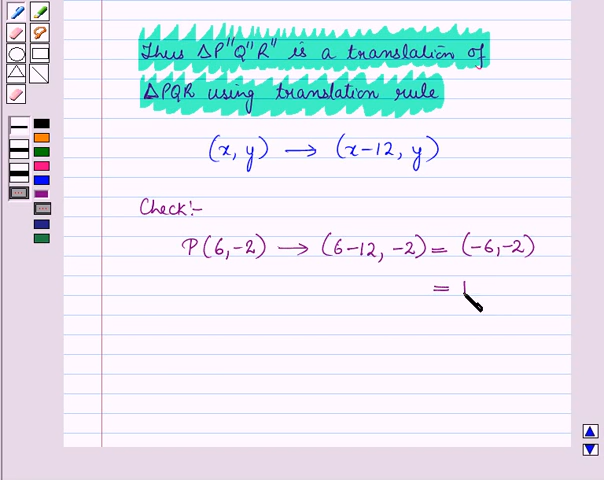 Thus ΔP"Q"R" is a translation of
ΔPQR using translation rule
(x, y) → (x-12, y)
Check:-
P(6,-2) → (6-12, -2) = (-6,-2)
=